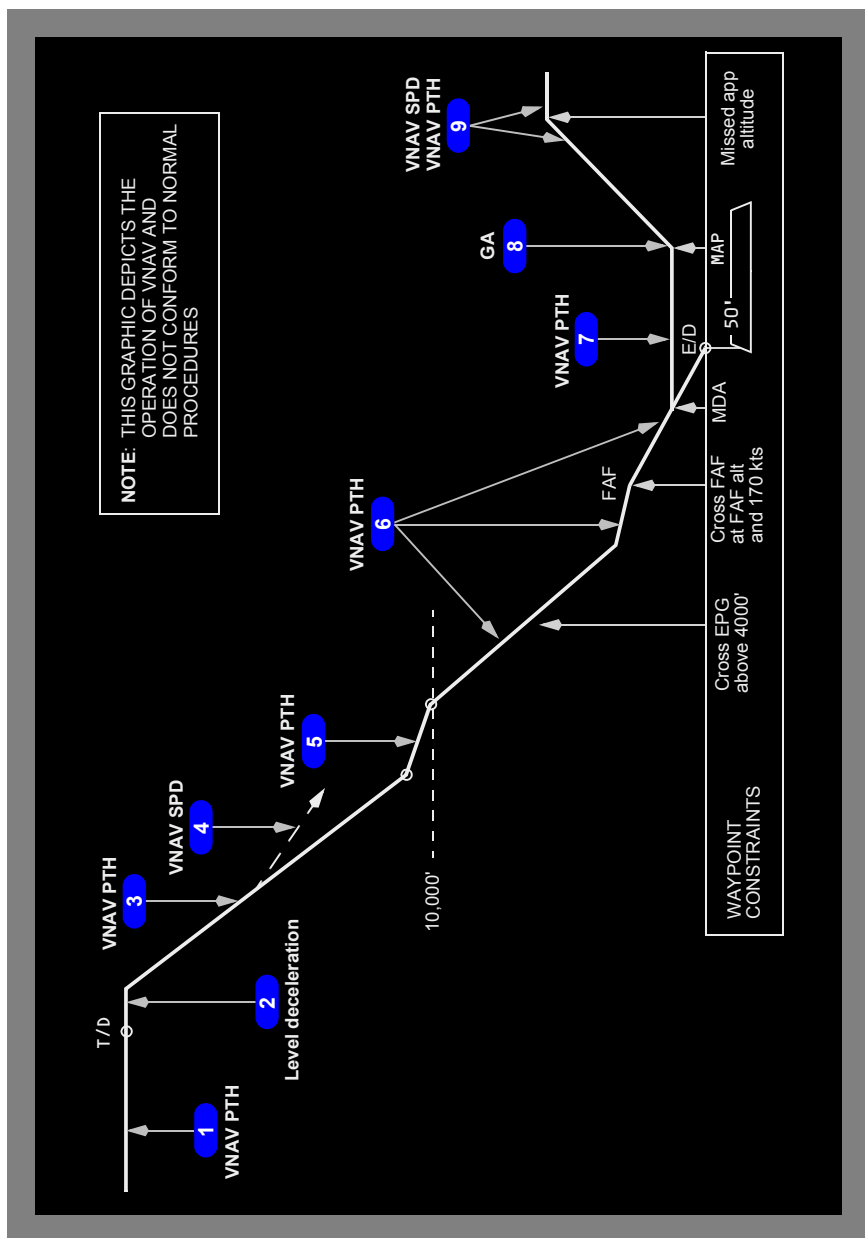 NOTE: THIS GRAPHIC DEPICTS THE
OPERATION OF VNAV AND
DOES NOT CONFORM TO NORMAL
PROCEDURES
T/D
1
VNAV PTH
2
Level deceleration
VNAV PTH
3
VNAV SPD
4
VNAV PTH
5
10,000'
VNAV PTH
6
FAF
VNAV PTH
7
E/D
GA
8
VNAV SPD
VNAV PTH
9
WAYPOINT
CONSTRAINTS
Cross EPG
above 4000'
Cross FAF
at FAF alt
and 170 kts
MDA
50'
MAP
Missed app
altitude